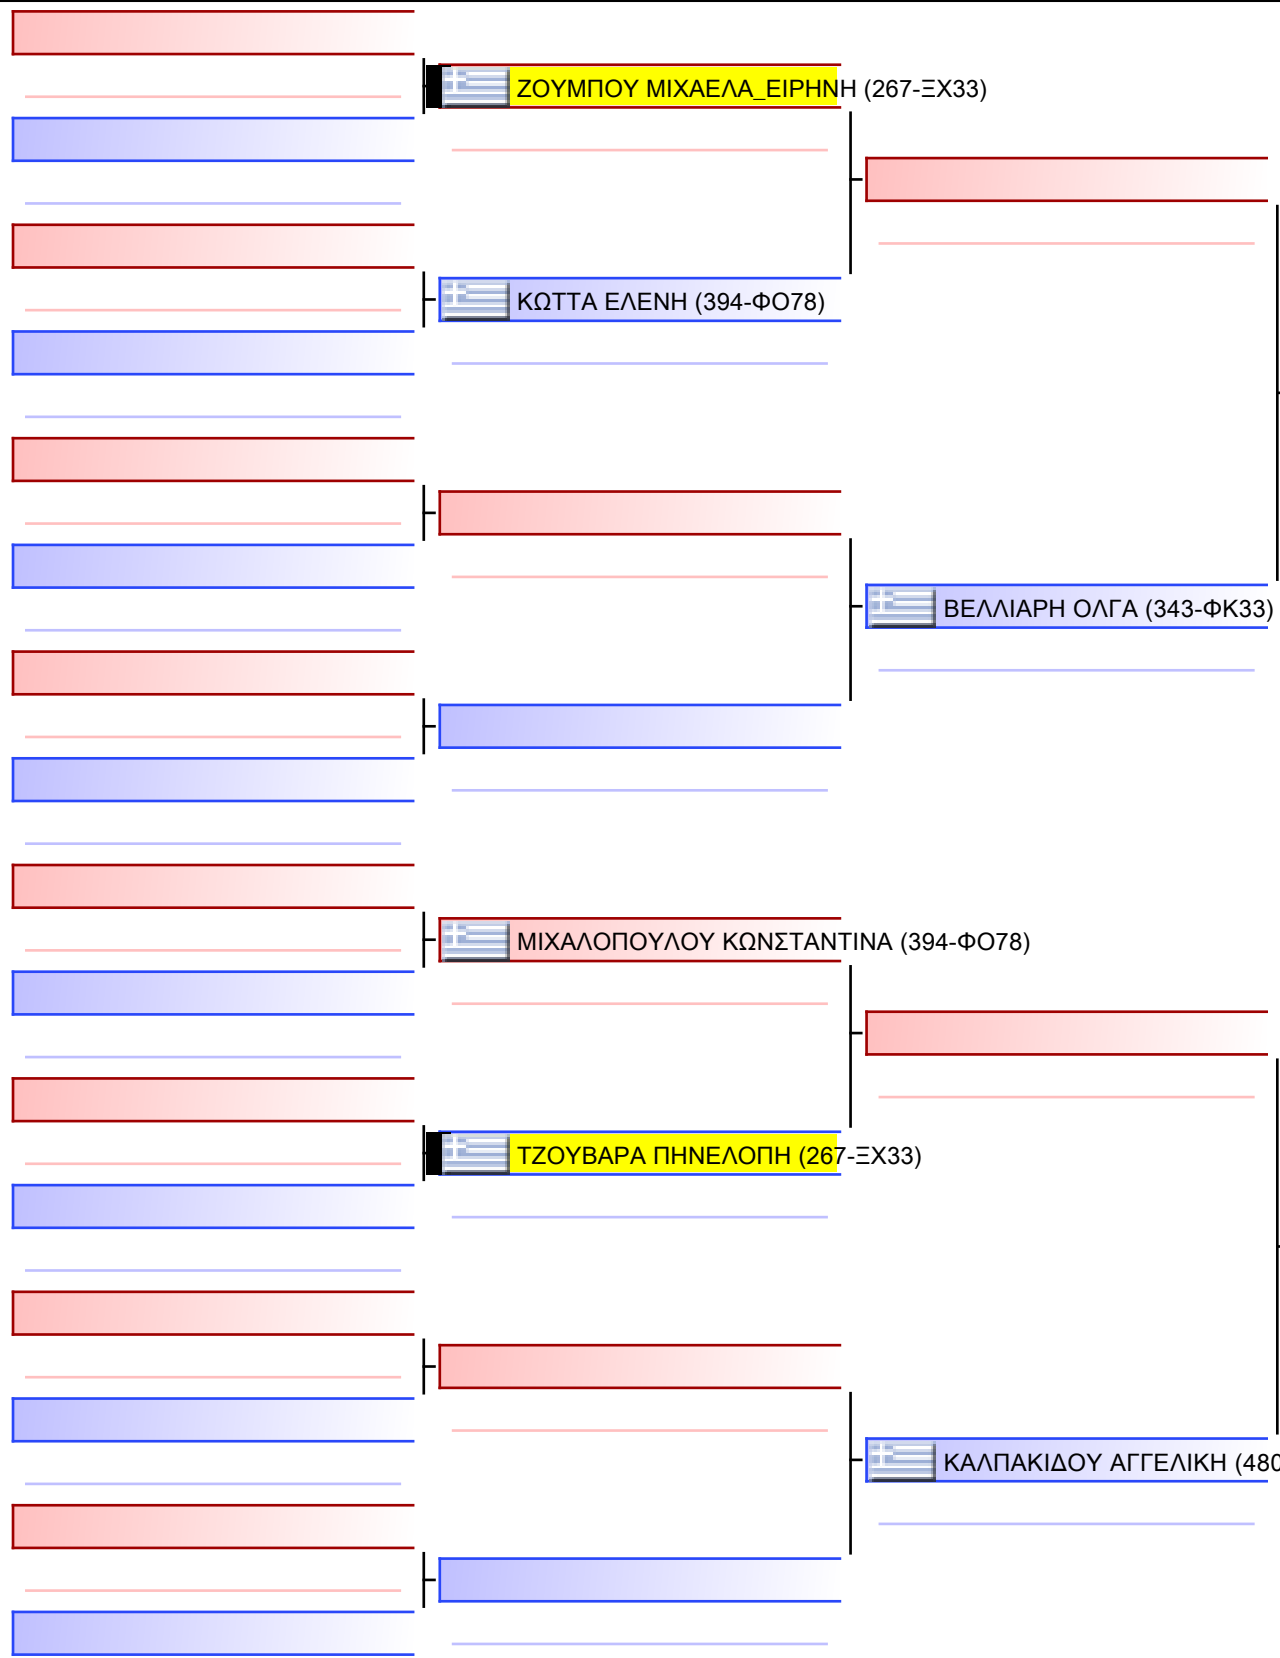 ΖΟΥΜΠΟΥ ΜΙΧΑΕΛΑ_ΕΙΡΗΝΗ (267-ΞΧ33)
ΚΩΤΤΑ ΕΛΕΝΗ (394-ΦΟ78)
ΒΕΛΛΙΑΡΗ ΟΛΓΑ (343-ΦΚ33)
ΜΙΧΑΛΟΠΟΥΛΟΥ ΚΩΝΣΤΑΝΤΙΝΑ (394-ΦΟ78)
ΤΖΟΥΒΑΡΑ ΠΗΝΕΛΟΠΗ (267-ΞΧ33)
ΚΑΛΠΑΚΙΔΟΥ ΑΓΓΕΛΙΚΗ (480